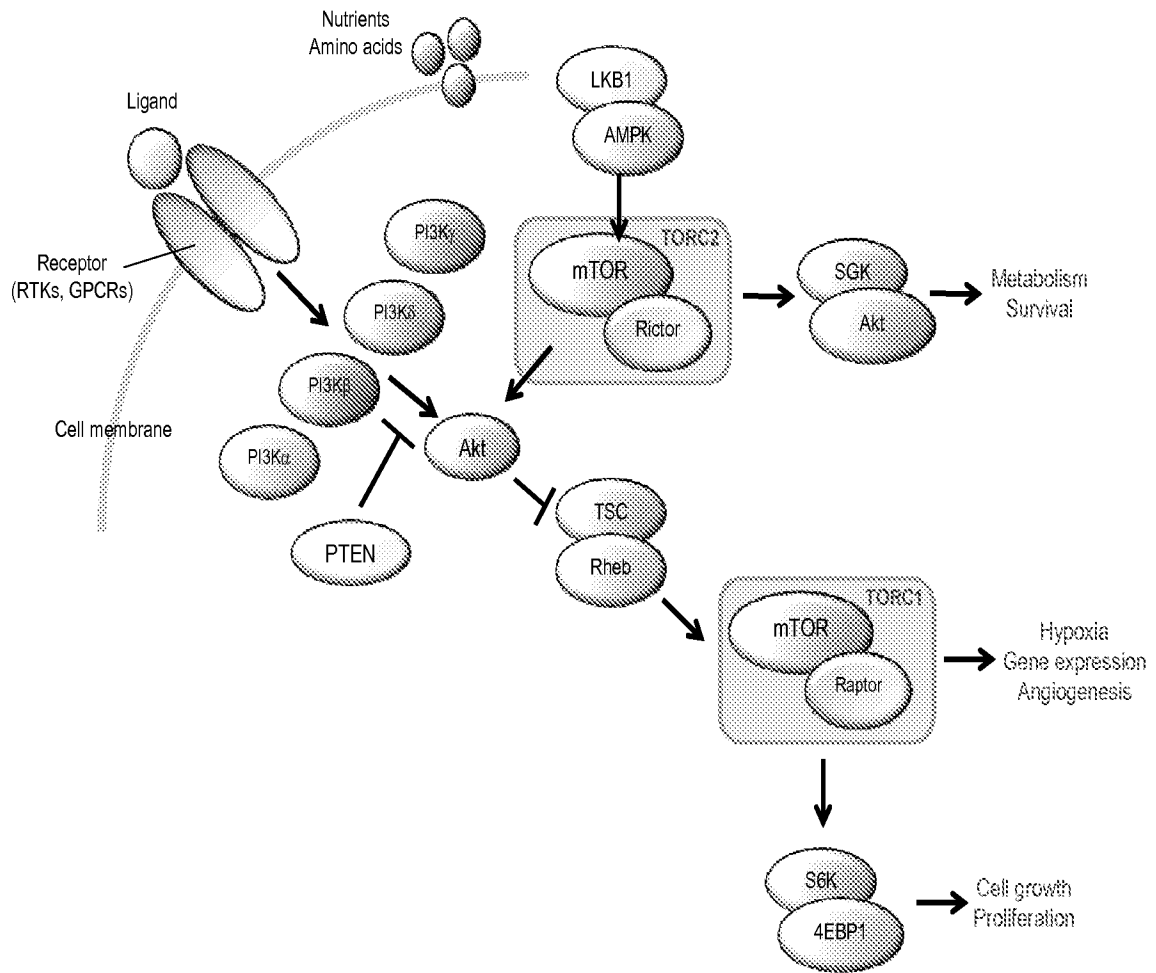 Nutrients
Amino acids
Ligand
LKB1
AMPK
Receptor
(RTKs, GPCRs)
PI3Kγ
PI3Kδ
PI3Kβ
PI3Kα
Cell membrane
TORC2
mTOR
Rictor
SGK
Akt
Metabolism
Survival
Akt
PTEN
TSC
Rheb
TORC1
mTOR
Raptor
Hypoxia
Gene expression
Angiogenesis
S6K
4EBP1
Cell growth
Proliferation